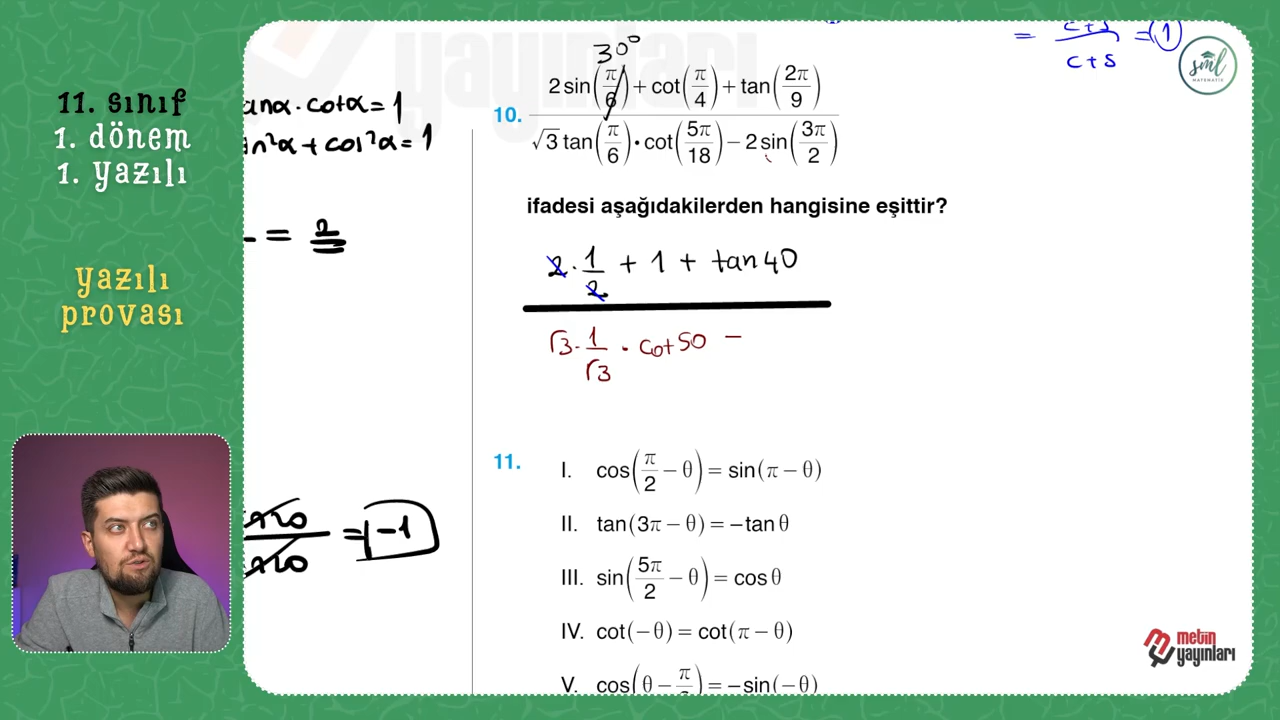 11. sınıf
1. dönem
1. yazılı
yazılı
provası
anα · cotα = 1
n²α + cos²α = 1
= 2
= -1
yayınları
= c+s / c+s = 1
sml
MATEMATİK
30°
10. 2sin(π/6) + cot(π/4) + tan(2π/9)
√3 tan(π/6) • cot(5π/18) − 2sin(3π/2)
ifadesi aşağıdakilerden hangisine eşittir?
2 · 1/2 + 1 + tan40
√3 · 1/√3 · cot50 −
11. I. cos(π/2 − θ) = sin(π − θ)
II. tan(3π − θ) = −tanθ
III. sin(5π/2 − θ) = cosθ
IV. cot(−θ) = cot(π − θ)
V. cos(θ − π/) = −sin(−θ)
metin
yayınları